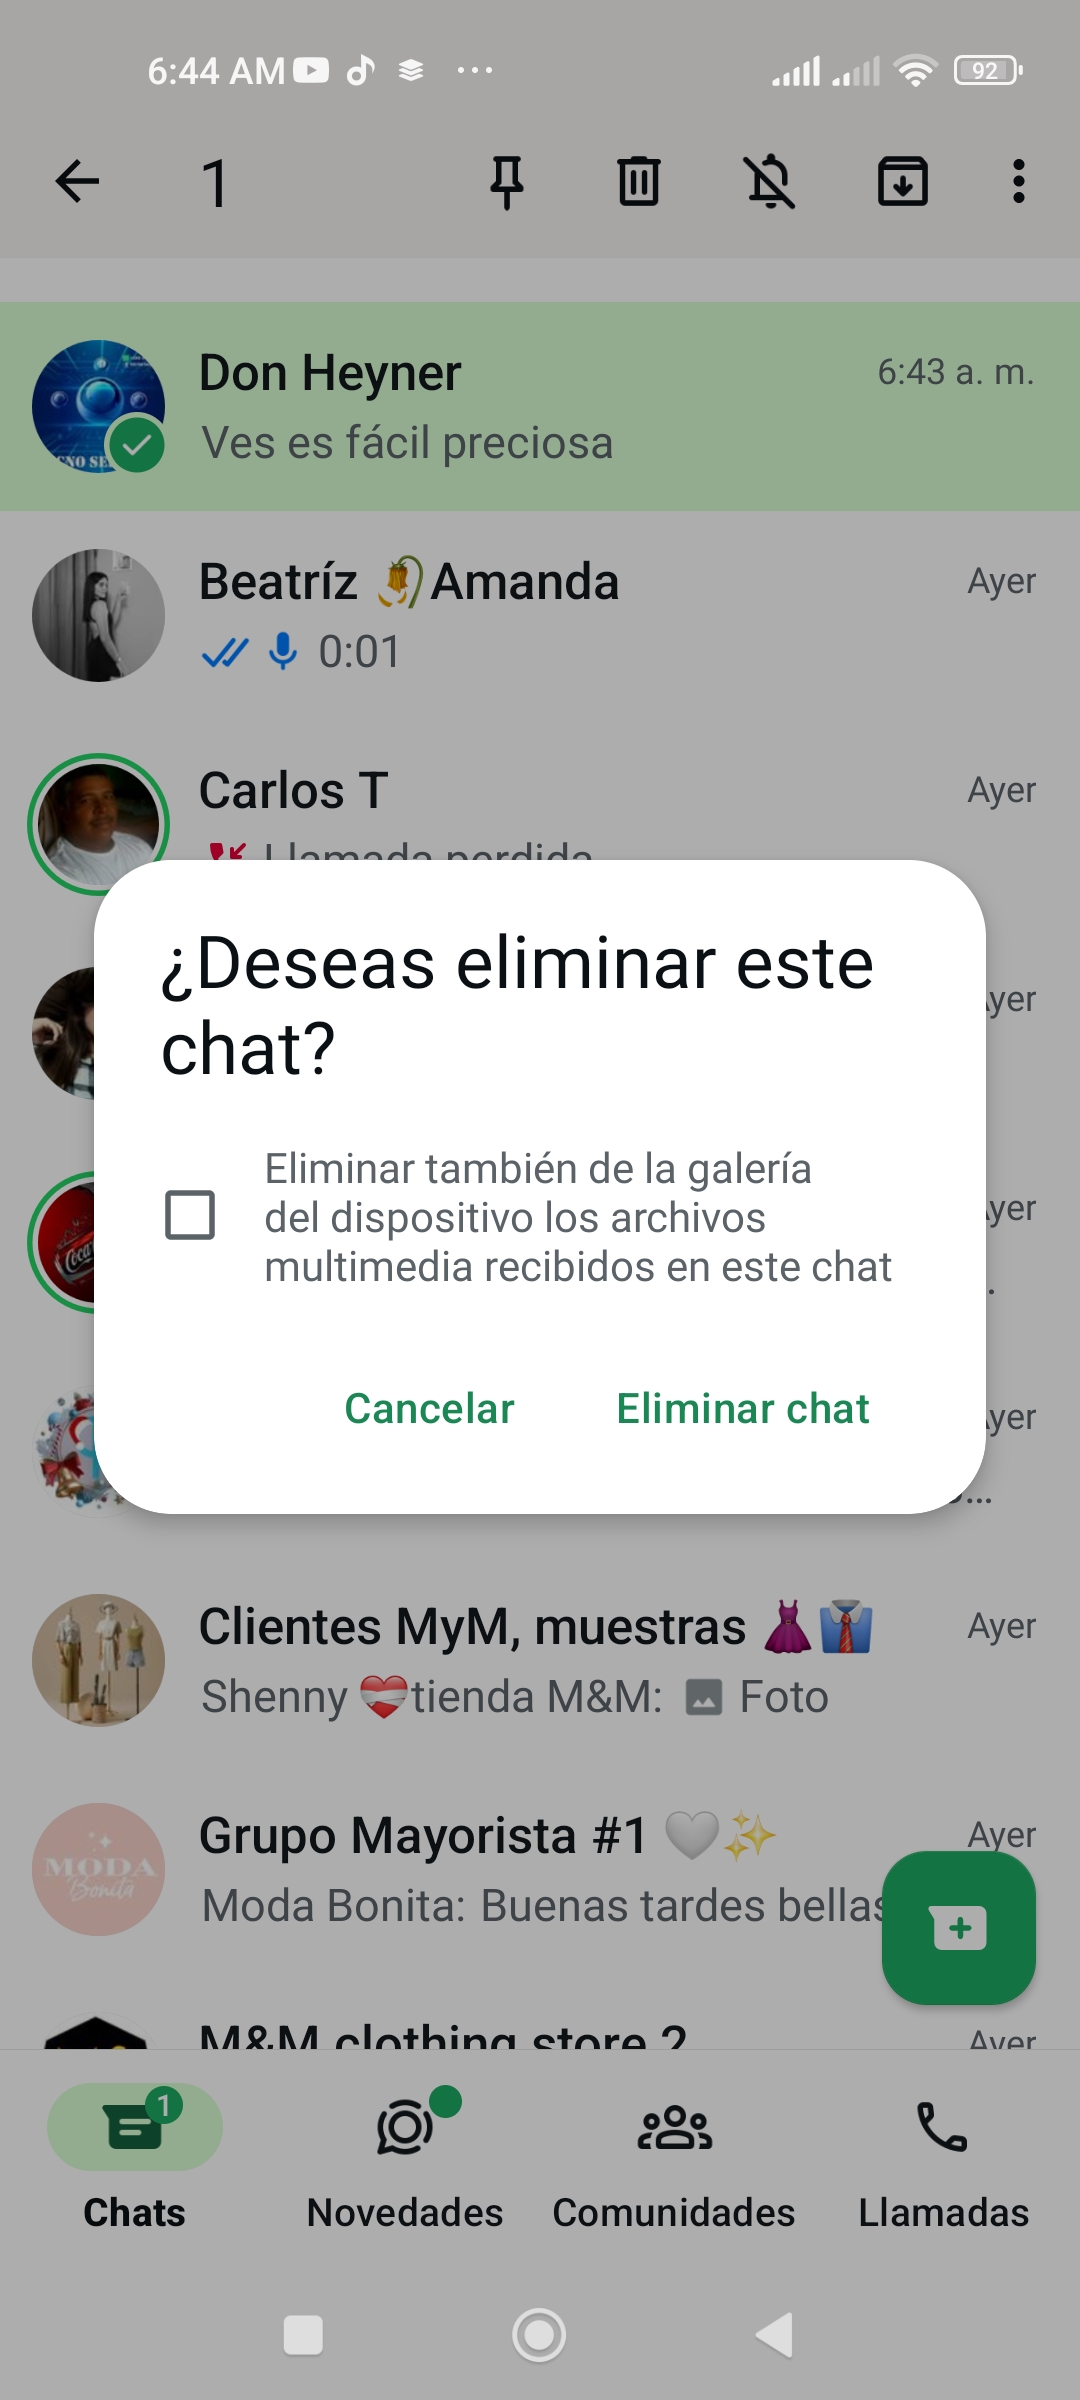 6:44 AM
92
1
Don Heyner
6:43 a. m.
Ves es fácil preciosa
Beatríz Amanda
Ayer
0:01
Carlos T
Ayer
Llamada perdida
¿Deseas eliminar este
chat?
Eliminar también de la galería
del dispositivo los archivos
multimedia recibidos en este chat
Cancelar
Eliminar chat
Clientes MyM, muestras
Ayer
Shenny tienda M&M: Foto
Grupo Mayorista #1
Ayer
MODA
Bonita
Moda Bonita: Buenas tardes bellas
M&M clothing store 2
Ayer
1
Chats
Novedades
Comunidades
Llamadas